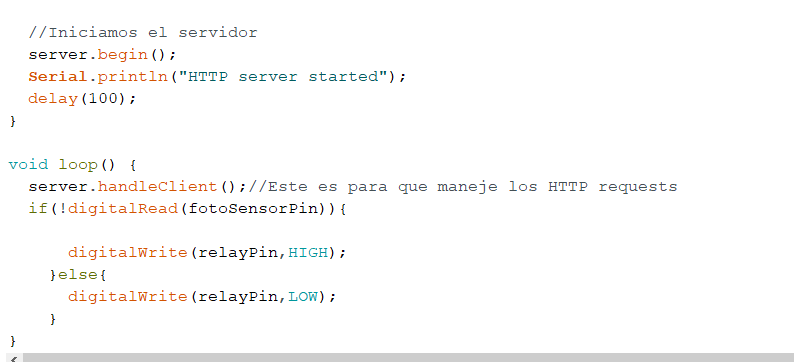 //Iniciamos el servidor
server.begin();
Serial.println("HTTP server started");
delay(100);
}
void loop() {
server.handleClient();//Este es para que maneje los HTTP requests
if(!digitalRead(fotoSensorPin)){
digitalWrite(relayPin,HIGH);
}else{
digitalWrite(relayPin,LOW);
}
}